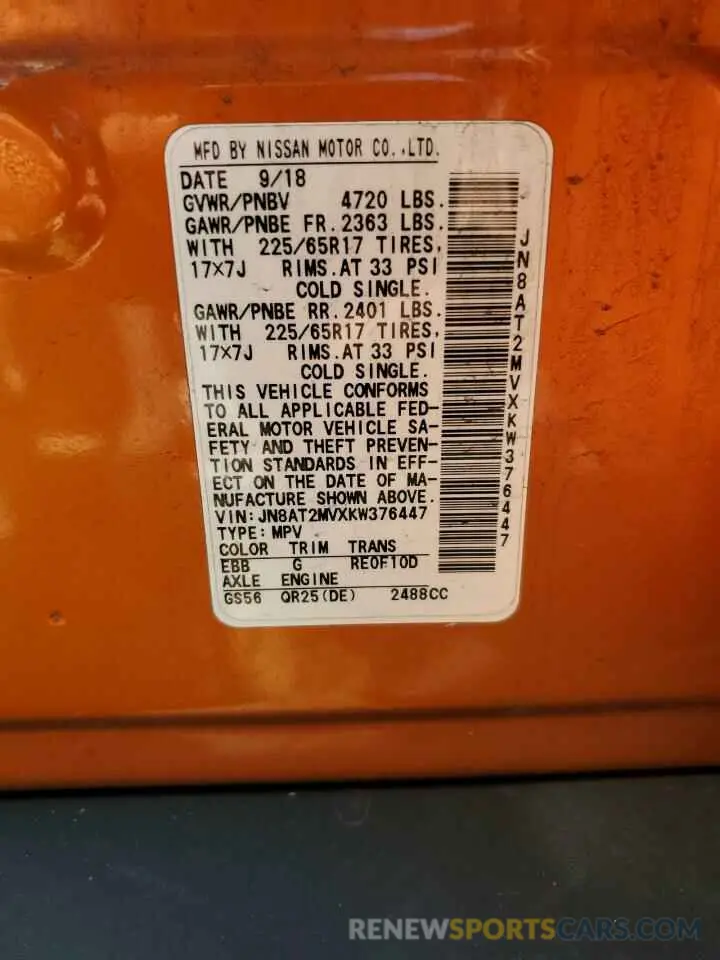 MFD BY NISSAN MOTOR CO.,LTD.
DATE 9/18
GVWR/PNBV 4720 LBS.
GAWR/PNBE FR.2363 LBS.
WITH 225/65R17 TIRES,
17×7J RIMS.AT 33 PSI
COLD SINGLE.
GAWR/PNBE RR.2401 LBS.
WITH 225/65R17 TIRES,
17×7J RIMS.AT 33 PSI
COLD SINGLE.
THIS VEHICLE CONFORMS
TO ALL APPLICABLE FED-
ERAL MOTOR VEHICLE SA-
FETY AND THEFT PREVEN-
TION STANDARDS IN EFF-
ECT ON THE DATE OF MA-
NUFACTURE SHOWN ABOVE.
VIN:JN8AT2MVXKW376447
TYPE:MPV
COLOR TRIM TRANS
EBB G RE0F10D
AXLE ENGINE
GS56 QR25(DE) 2488CC
JN8AT2MVXKW376447
RENEWSPORTSCARS.COM